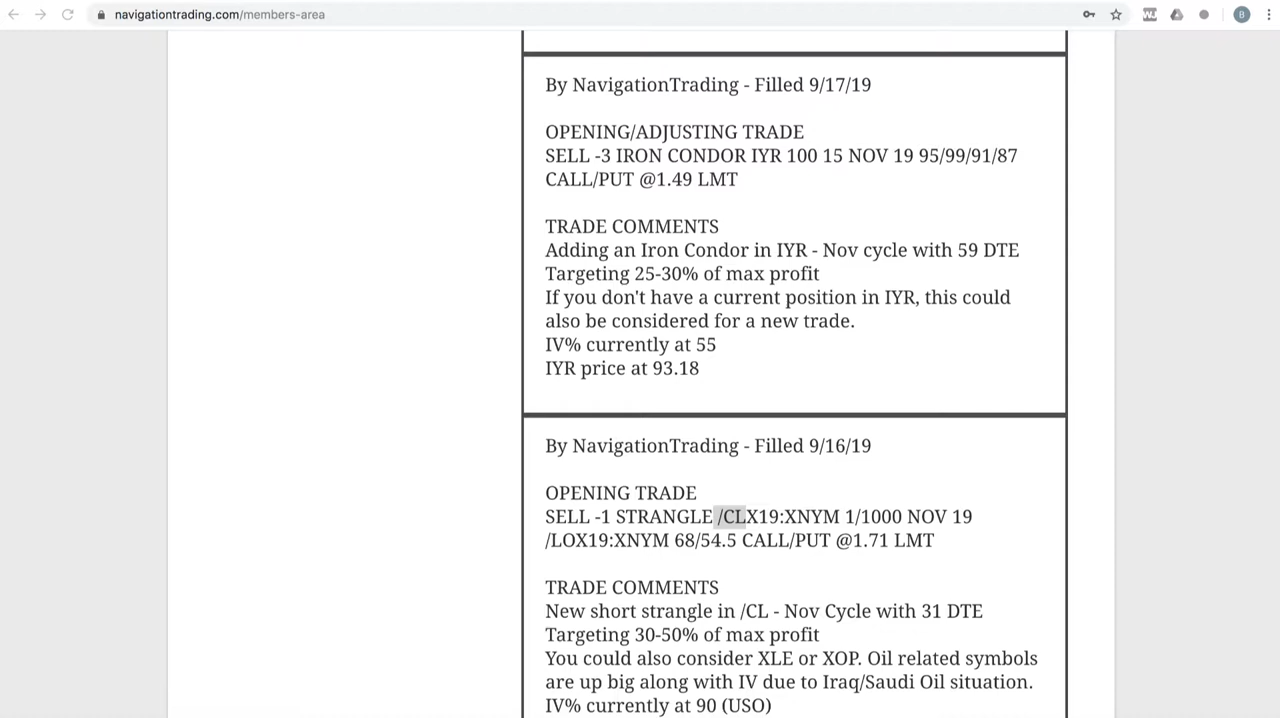 navigationtrading.com/members-area
B
By NavigationTrading - Filled 9/17/19
OPENING/ADJUSTING TRADE
SELL -3 IRON CONDOR IYR 100 15 NOV 19 95/99/91/87
CALL/PUT @1.49 LMT
TRADE COMMENTS
Adding an Iron Condor in IYR - Nov cycle with 59 DTE
Targeting 25-30% of max profit
If you don't have a current position in IYR, this could
also be considered for a new trade.
IV% currently at 55
IYR price at 93.18
By NavigationTrading - Filled 9/16/19
OPENING TRADE
SELL -1 STRANGLE /CLX19:XNYM 1/1000 NOV 19
/LOX19:XNYM 68/54.5 CALL/PUT @1.71 LMT
TRADE COMMENTS
New short strangle in /CL - Nov Cycle with 31 DTE
Targeting 30-50% of max profit
You could also consider XLE or XOP. Oil related symbols
are up big along with IV due to Iraq/Saudi Oil situation.
IV% currently at 90 (USO)